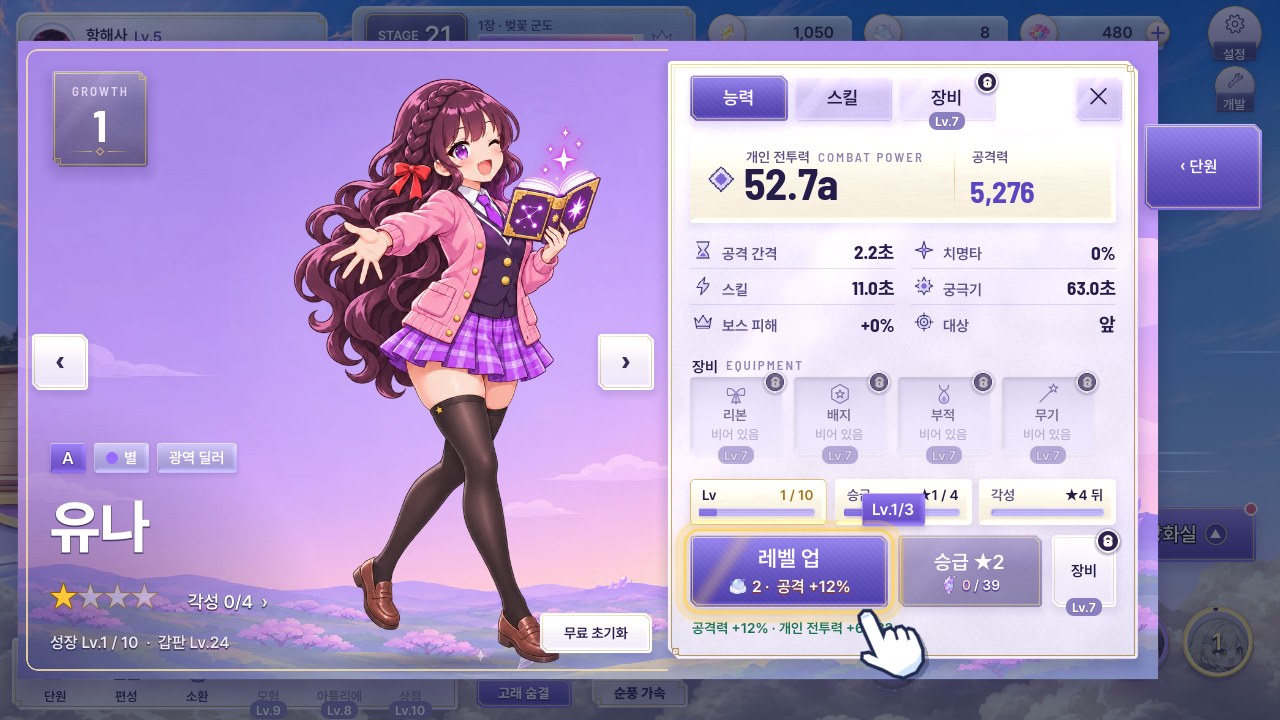 항해사 Lv.5
STAGE 21
1장 · 벚꽃 군도
1,050
8
480
설정
개발
GROWTH
1
능력
스킬
장비
Lv.7
‹ 단원
개인 전투력 COMBAT POWER
52.7a
공격력
5,276
공격 간격 2.2초
치명타 0%
스킬 11.0초
궁극기 63.0초
보스 피해 +0%
대상 앞
장비 EQUIPMENT
리본
비어 있음
Lv.7
배지
비어 있음
Lv.7
부적
비어 있음
Lv.7
무기
비어 있음
Lv.7
A
별
광역 딜러
유나
각성 0/4 ›
성장 Lv.1 / 10 · 갑판 Lv.24
무료 초기화
Lv 1 / 10
승급 ★1 / 4
각성 ★4 뒤
Lv.1/3
레벨 업
2 · 공격 +12%
승급 ★2
0 / 39
장비
Lv.7
공격력 +12% · 개인 전투력
화실
1
단원
편성
소환
모험
Lv.9
아틀리에
Lv.8
상점
Lv.10
고래 숨결
순풍 가속